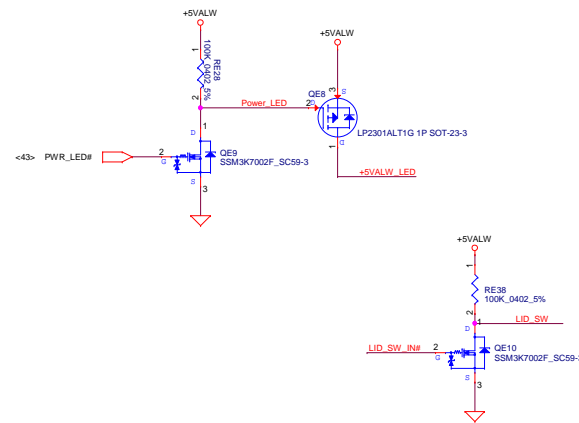 +5VALW
+5VALW
1
RE28
100K_0402_5%
2
Power_LED
QE8
3
S
2
G
LP2301ALT1G 1P SOT-23-3
D
1
+5VALW_LED
1
D
<43> PWR_LED#
2
G
QE9
SSM3K7002F_SC59-3
S
3
+5VALW
1
RE38
100K_0402_5%
2
1
LID_SW
D
LID_SW_IN#
2
G
QE10
SSM3K7002F_SC59-3
S
3